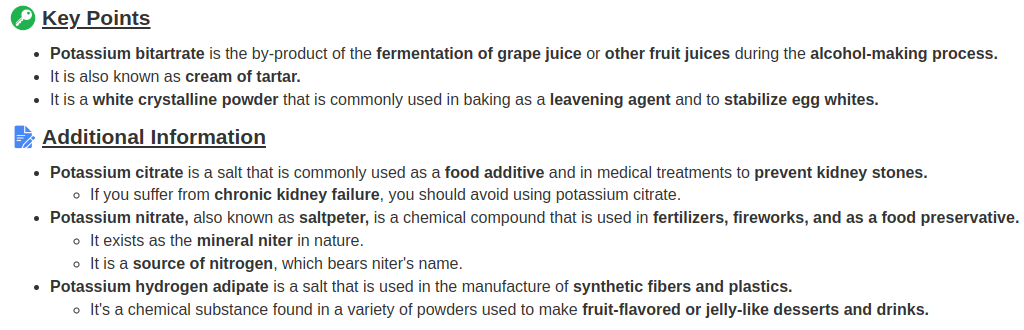 Key Points
Potassium bitartrate is the by-product of the fermentation of grape juice or other fruit juices during the alcohol-making process.
It is also known as cream of tartar.
It is a white crystalline powder that is commonly used in baking as a leavening agent and to stabilize egg whites.
Additional Information
Potassium citrate is a salt that is commonly used as a food additive and in medical treatments to prevent kidney stones.
If you suffer from chronic kidney failure, you should avoid using potassium citrate.
Potassium nitrate, also known as saltpeter, is a chemical compound that is used in fertilizers, fireworks, and as a food preservative.
It exists as the mineral niter in nature.
It is a source of nitrogen, which bears niter's name.
Potassium hydrogen adipate is a salt that is used in the manufacture of synthetic fibers and plastics.
It's a chemical substance found in a variety of powders used to make fruit-flavored or jelly-like desserts and drinks.